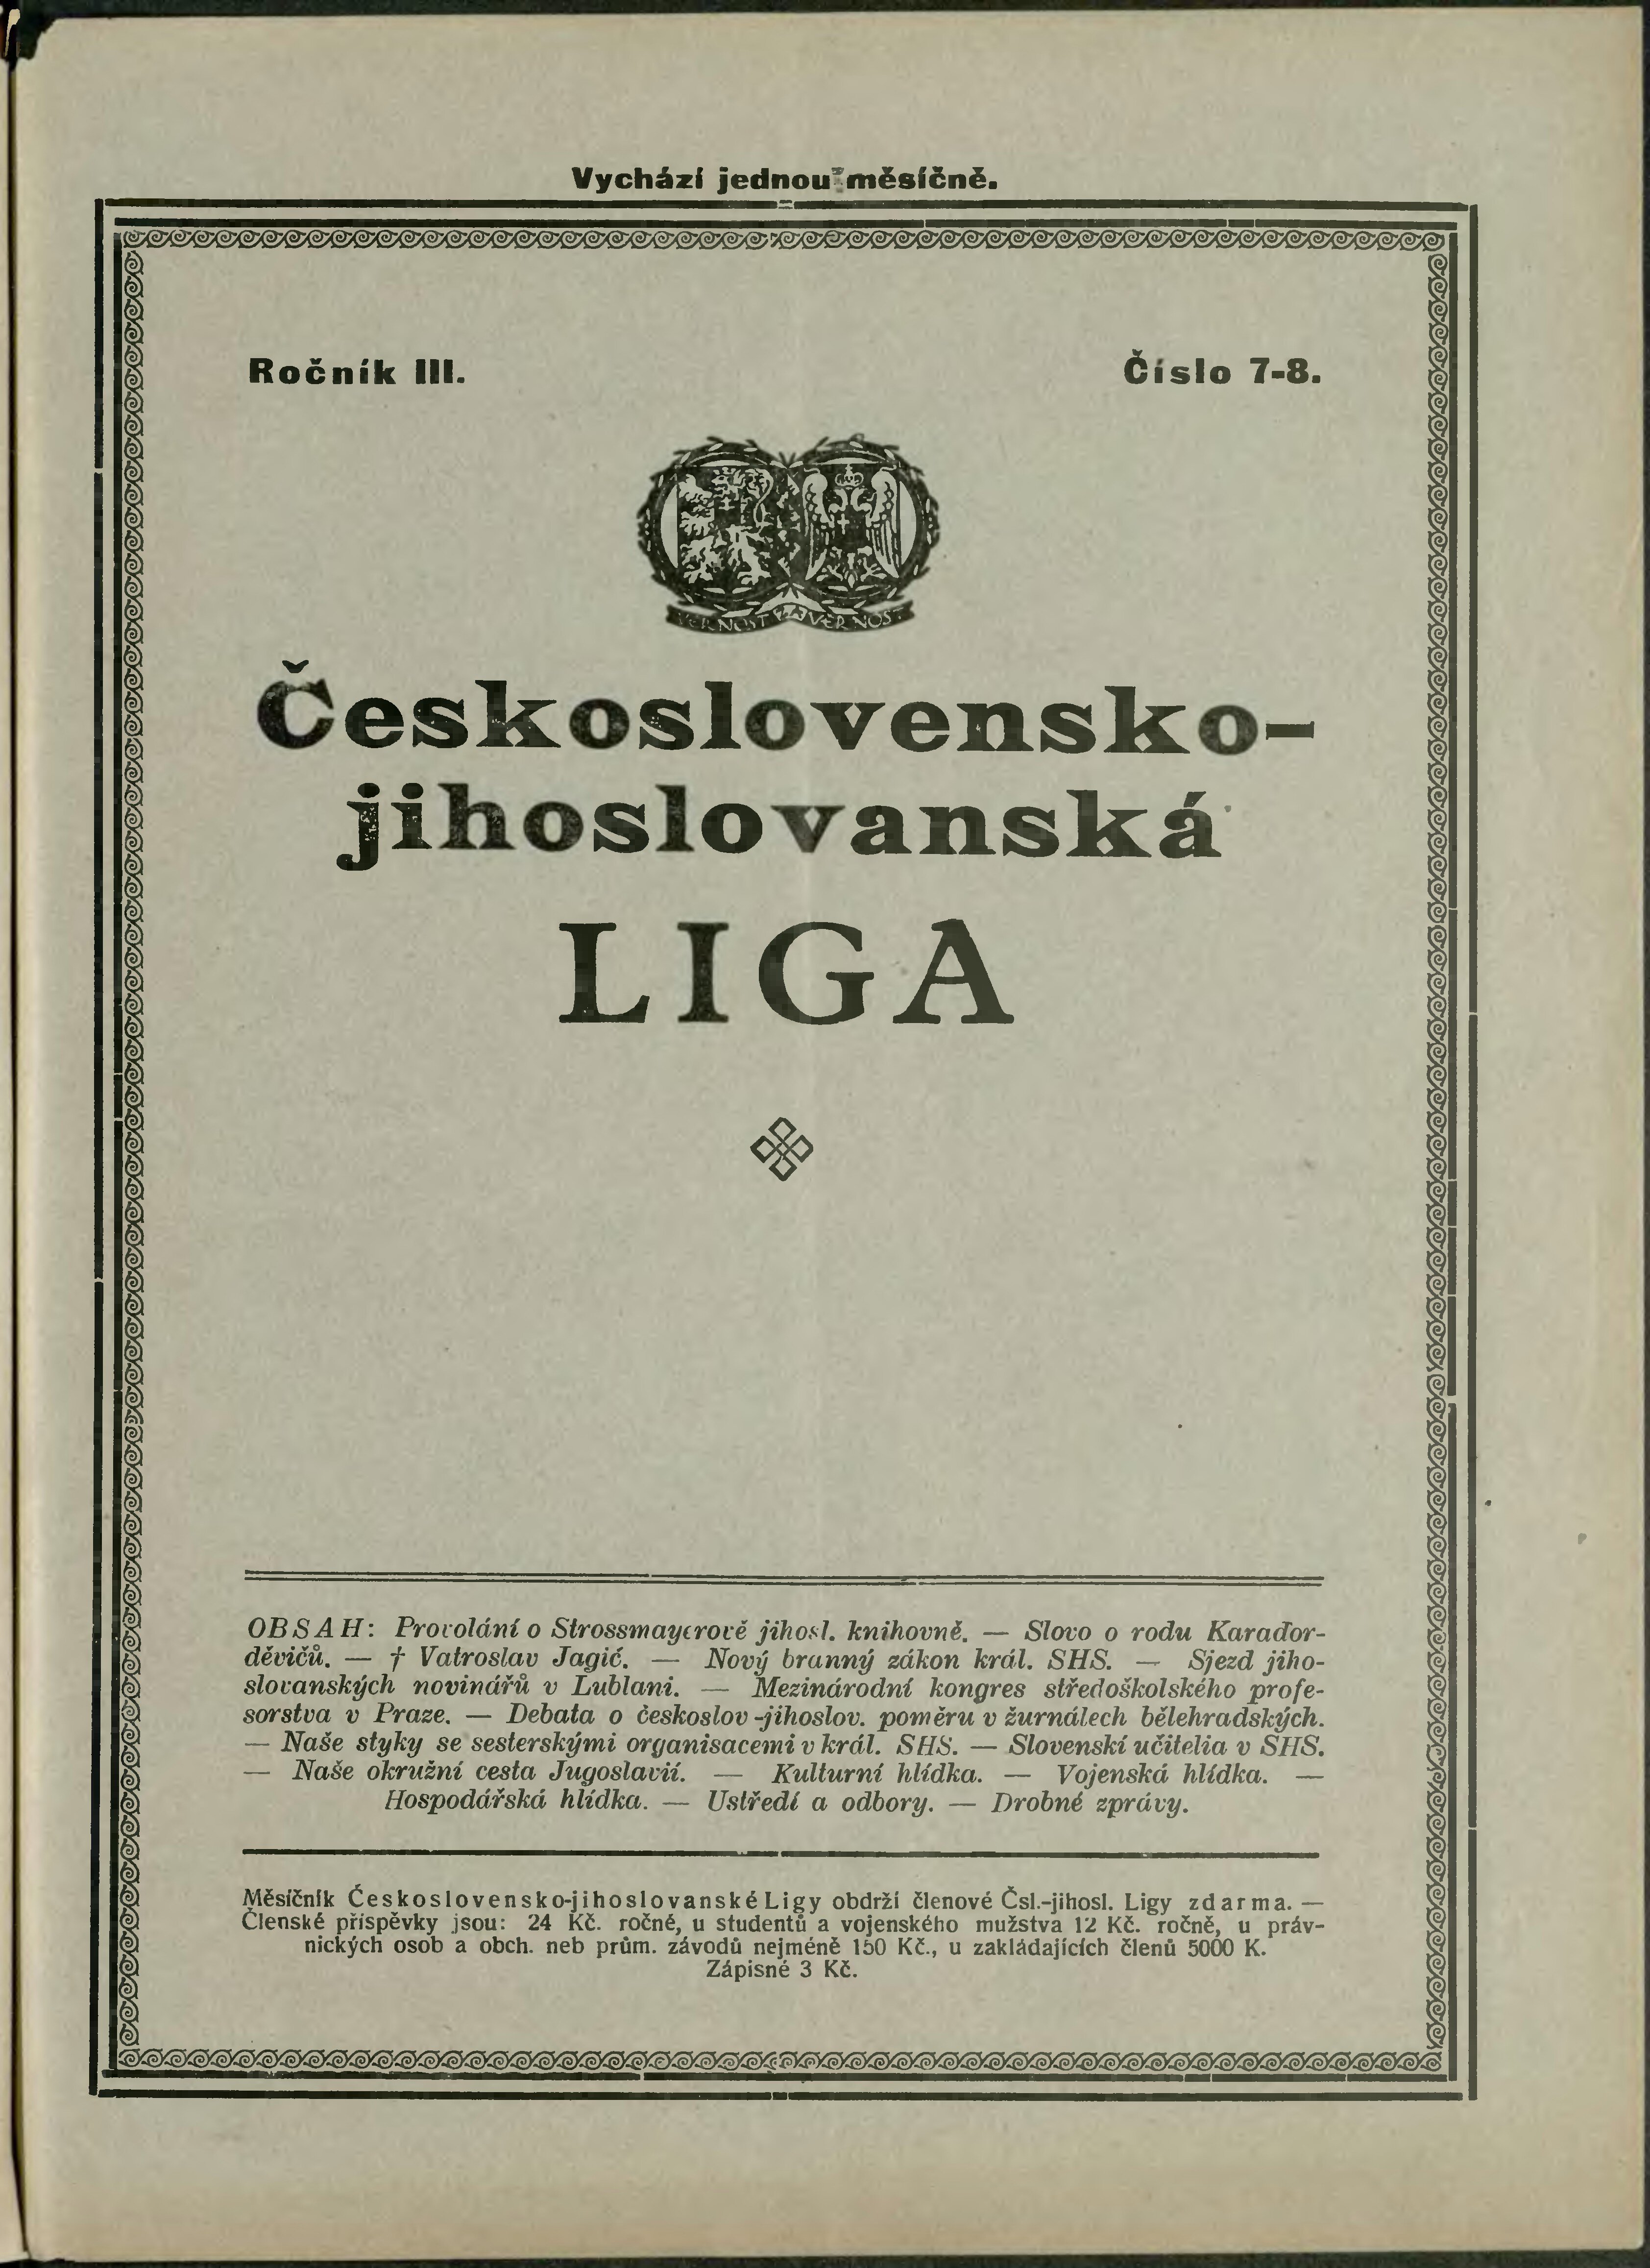 Vychází jednou měsíčně.
Ročník III.
Číslo 7-8.
VĚRNOST ZA VĚRNOST
Československo-
jihoslovanská
LIGA
OBSAH: Provolání o Strossmayerově jihosl. knihovně. — Slovo o rodu Karaďor-
děvičů. — † Vatroslav Jagić. — Nový branný zákon král. SHS. — Sjezd jiho-
slovanských novinářů v Lublani. — Mezinárodní kongres středoškolského profe-
sorstva v Praze. — Debata o českoslov-jihoslov. poměru v žurnálech bělehradských.
— Naše styky se sesterskými organisacemi v král. SHS. — Slovenskí učitelia v SHS.
— Naše okružní cesta Jugoslavií. — Kulturní hlídka. — Vojenská hlídka. —
Hospodářská hlídka. — Ustředí a odbory. — Drobné zprávy.
Měsíčník Československo-jihoslovanské Ligy obdrží členové Čsl.-jihosl. Ligy zdarma. —
Členské příspěvky jsou: 24 Kč. ročné, u studentů a vojenského mužstva 12 Kč. ročně, u práv-
nických osob a obch. neb prům. závodů nejméně 150 Kč., u zakládajících členů 5000 K.
Zápisné 3 Kč.